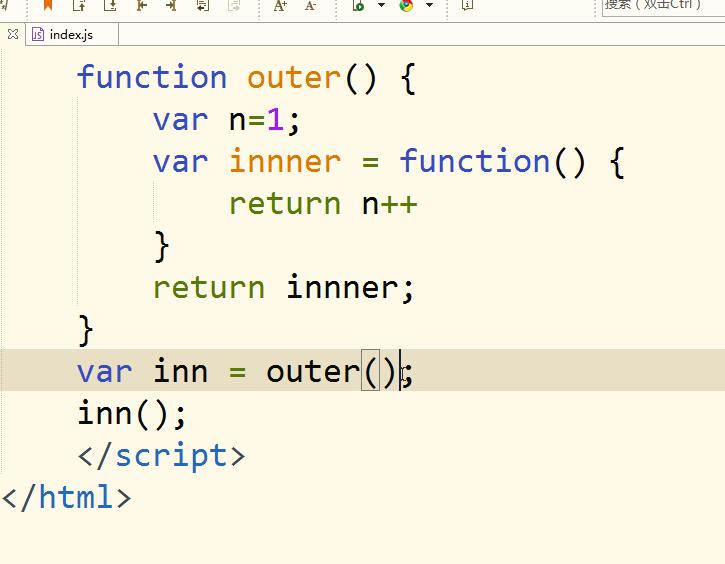 A+ A-
搜索（双击Ctrl）
index.js
function outer() {
var n=1;
var innner = function() {
return n++
}
return innner;
}
var inn = outer();
inn();
</script>
</html>